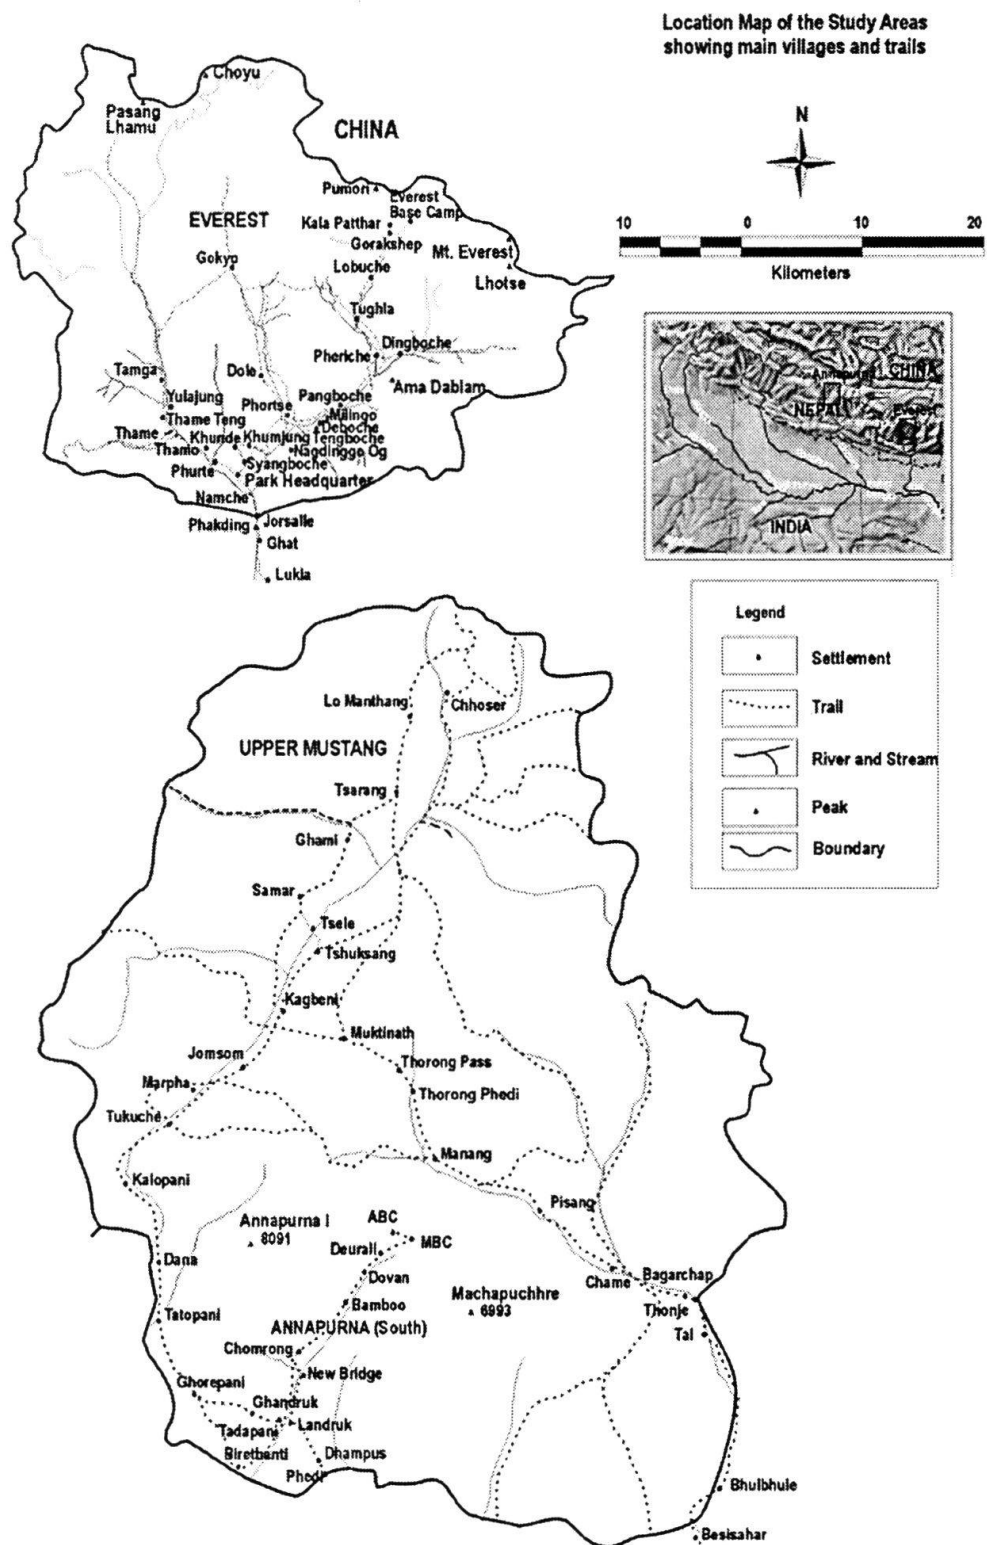 Location Map of the Study Areas
showing main villages and trails
Choyu
Pasang
Lhamu
CHINA
N
Pumori
Everest
Base Camp
EVEREST
Kala Patthar
Gorakshep
Mt. Everest
10
0
10
20
Kilometers
Gokyo
Lobuche
Lhotse
Tughla
Dingboche
Pheriche
Tamga
Dole
Ama Dablam
Yulajung
Pangboche
Phortse
Milingo
Thame Teng
Deboche
Thame
Khunde
Khumjung
Tengboche
Thamo
Nagdinggo Og
Syangboche
Phurte
Park Headquarter
Namche
Phakding
Jorsalle
Ghat
Lukla
Annapurna
CHINA
NEPAL
Everest
INDIA
Legend
Settlement
Trail
River and Stream
Peak
Boundary
Lo Manthang
Chhoser
UPPER MUSTANG
Tsarang
Ghami
Samar
Tsele
Tshuksang
Kagbeni
Muktinath
Jomsom
Thorong Pass
Marpha
Thorong Phedi
Tukuche
Manang
Kalopani
Pisang
Annapurna I
8091
ABC
MBC
Deurali
Dana
Dovan
Chame
Bagarchap
Machapuchhre
6993
Bamboo
Thonje
Tatopani
ANNAPURNA (South)
Tal
Chomrong
New Bridge
Ghorepani
Ghandruk
Landruk
Tadapani
Birethanti
Dhampus
Phedi
Bhulbhule
Besisahar